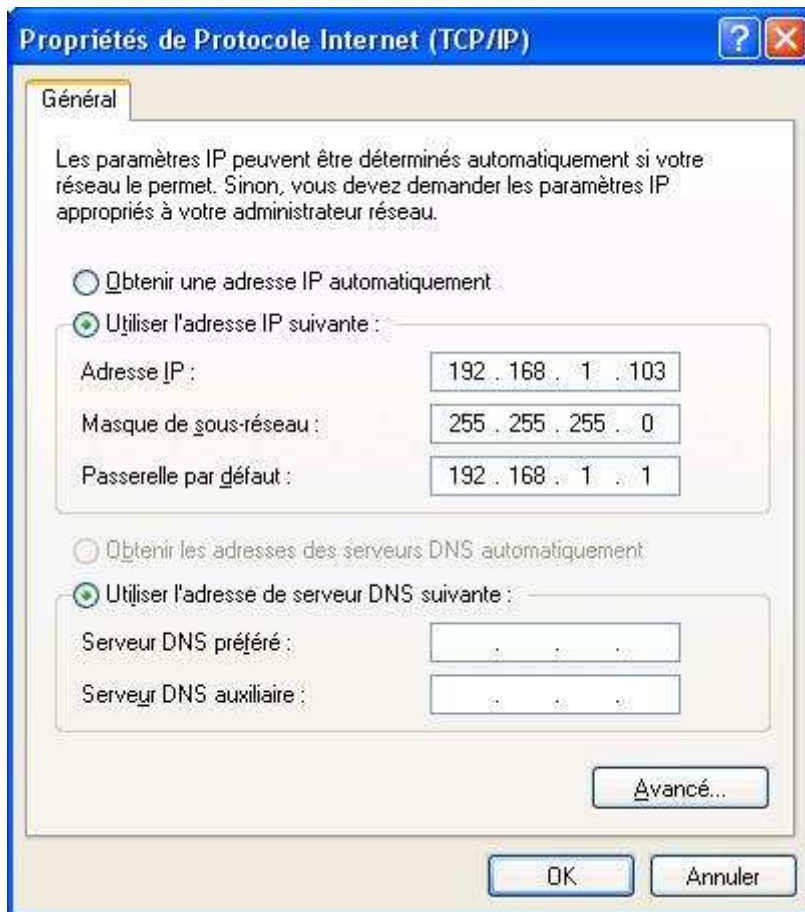 Propriétés de Protocole Internet (TCP/IP)
Général
Les paramètres IP peuvent être déterminés automatiquement si votre
réseau le permet. Sinon, vous devez demander les paramètres IP
appropriés à votre administrateur réseau.
Obtenir une adresse IP automatiquement
Utiliser l'adresse IP suivante :
Adresse IP : 192 . 168 . 1 . 103
Masque de sous-réseau : 255 . 255 . 255 . 0
Passerelle par défaut : 192 . 168 . 1 . 1
Obtenir les adresses des serveurs DNS automatiquement
Utiliser l'adresse de serveur DNS suivante :
Serveur DNS préféré : . . .
Serveur DNS auxiliaire : . . .
Avancé...
OK Annuler